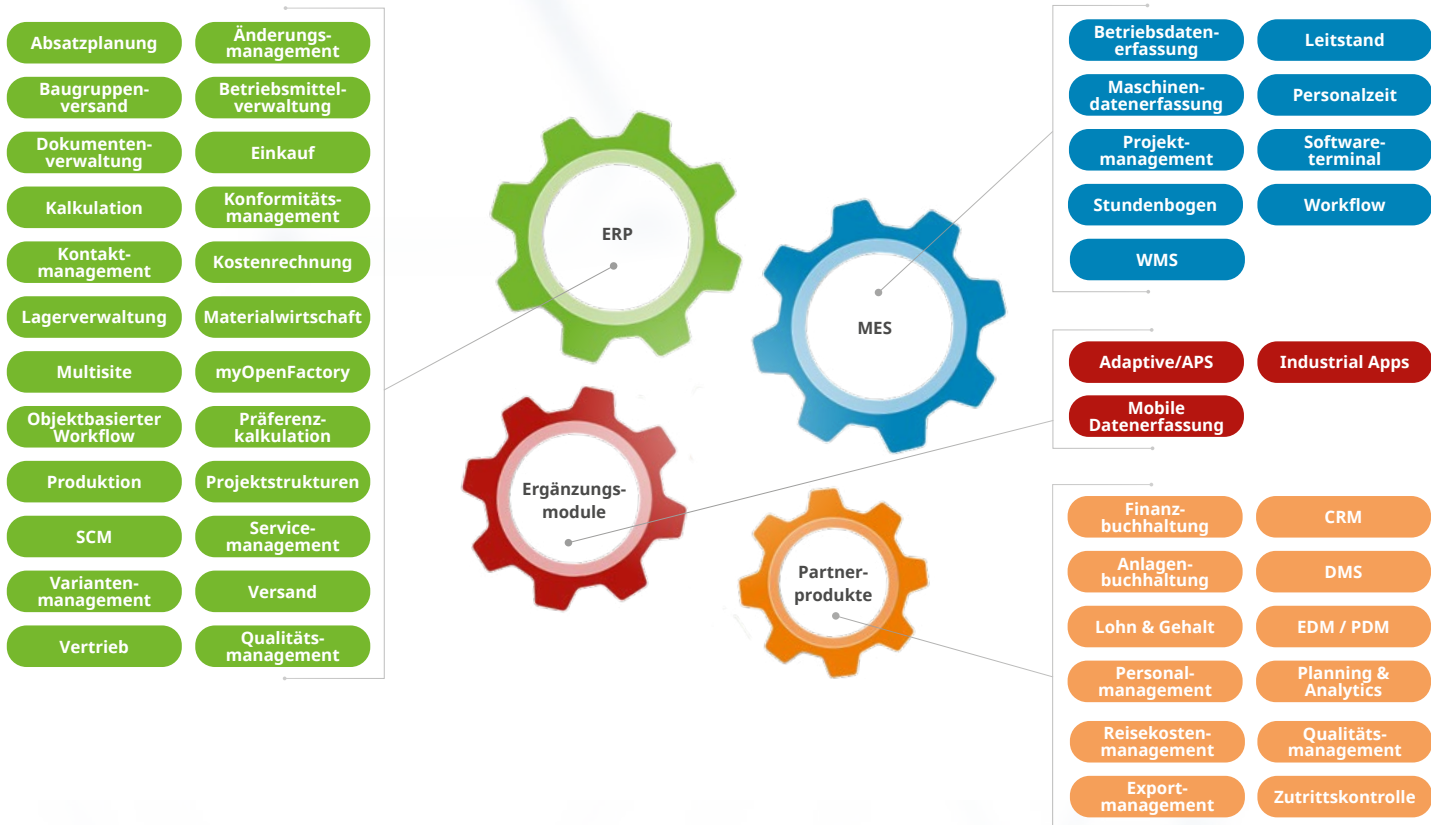 Absatzplanung
Änderungs-
management
Baugruppen-
versand
Betriebsmittel-
verwaltung
Dokumenten-
verwaltung
Einkauf
Kalkulation
Konformitäts-
management
Kontakt-
management
Kostenrechnung
Lagerverwaltung
Materialwirtschaft
Multisite
myOpenFactory
Objektbasierter
Workflow
Präferenz-
kalkulation
Produktion
Projektstrukturen
SCM
Service-
management
Varianten-
management
Versand
Vertrieb
Qualitäts-
management
ERP
MES
Ergänzungs-
module
Partner-
produkte
Betriebsdaten-
erfassung
Leitstand
Maschinen-
datenerfassung
Personalzeit
Projekt-
management
Software-
terminal
Stundenbogen
Workflow
WMS
Adaptive/APS
Industrial Apps
Mobile
Datenerfassung
Finanz-
buchhaltung
CRM
Anlagen-
buchhaltung
DMS
Lohn & Gehalt
EDM / PDM
Personal-
management
Planning &
Analytics
Reisekosten-
management
Qualitäts-
management
Export-
management
Zutrittskontrolle